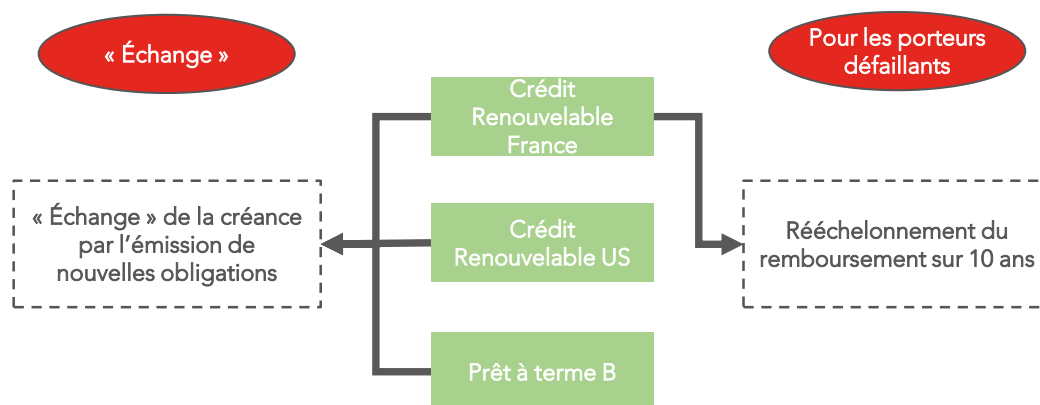 « Échange »
Pour les porteurs
défaillants
Crédit
Renouvelable
France
« Échange » de la créance
par l'émission de
nouvelles obligations
Crédit
Renouvelable US
Rééchelonnement du
remboursement sur 10 ans
Prêt à terme B